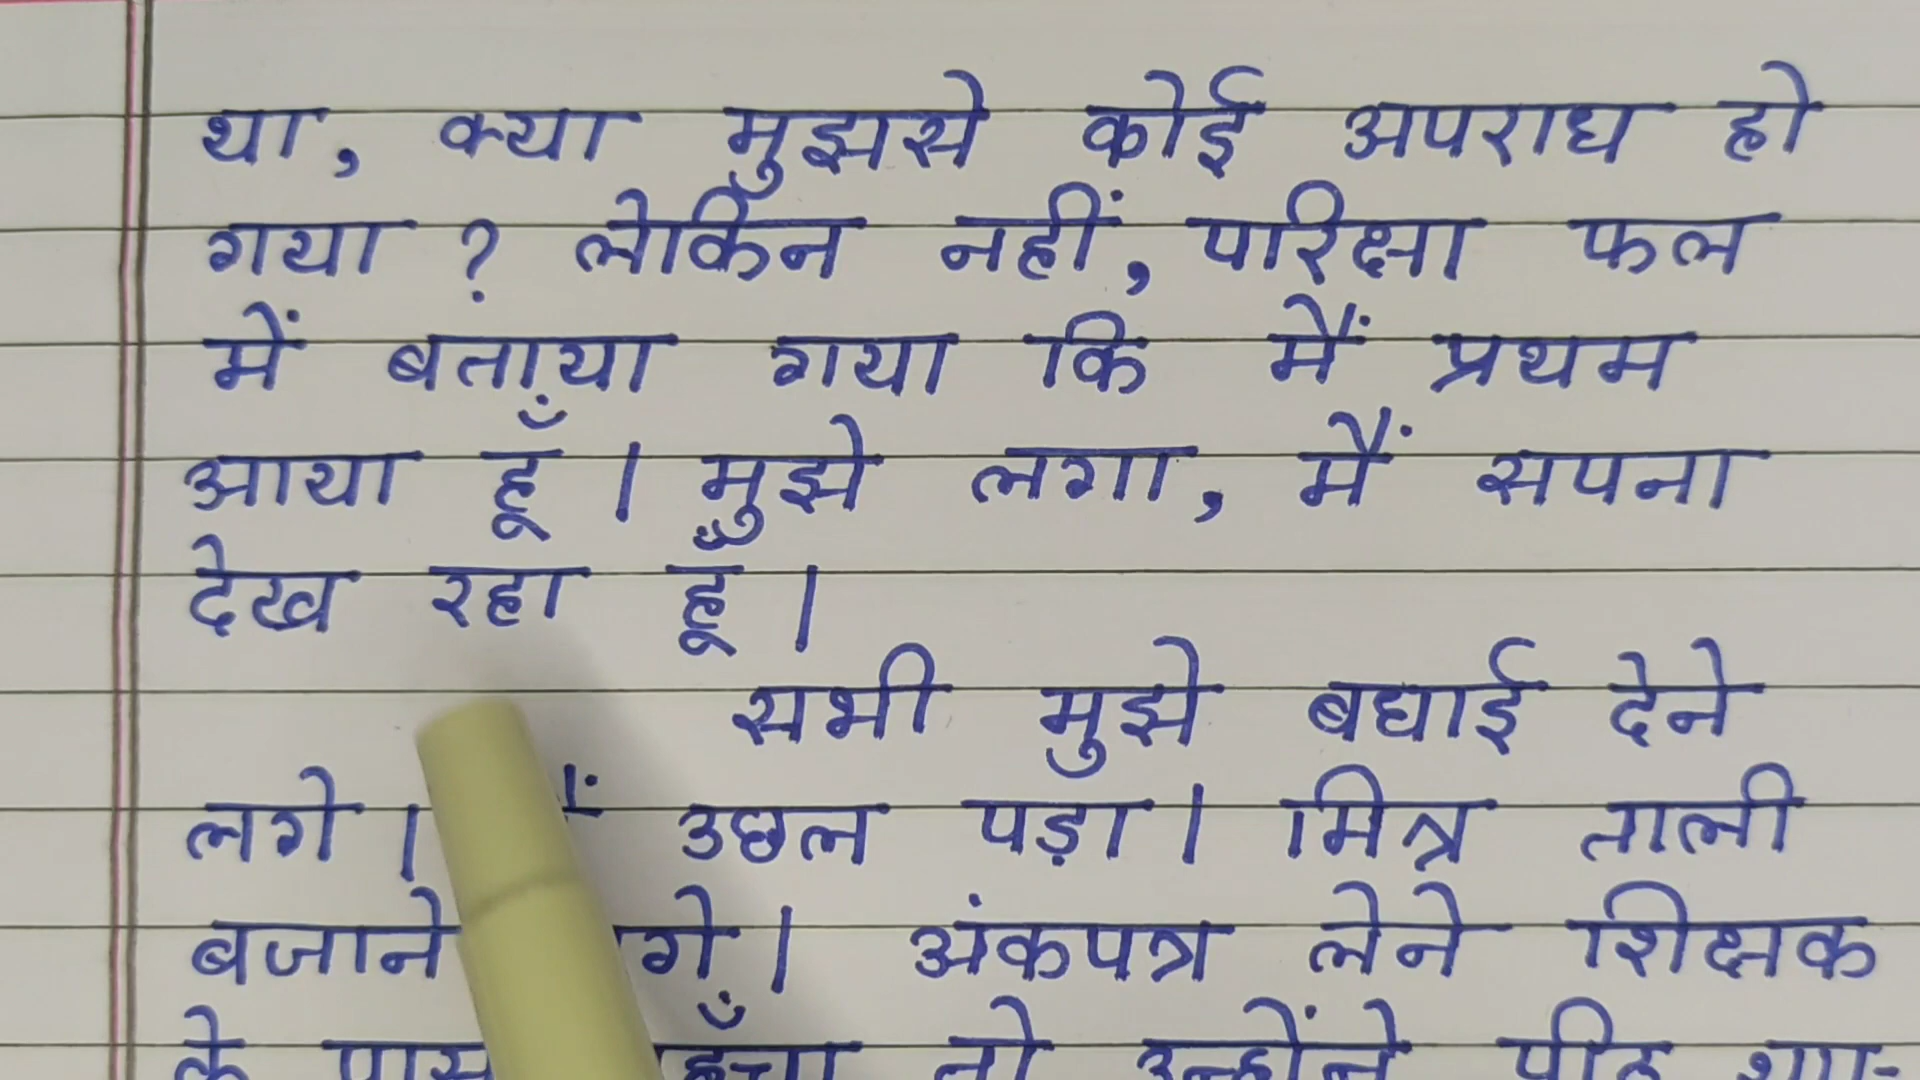 था, क्या मुझसे कोई अपराध हो
गया ? लेकिन नहीं, परिक्षा फल
में बताया गया कि मैं प्रथम
आया हूँ । मुझे लगा, मैं सपना
देख रहा हूँ ।
सभी मुझे बधाई देने
लगे । उछल पड़ा । मित्र ताली
बजाने अंकपत्र लेने शिक्षक
के पास तो उन्होंने पीठ